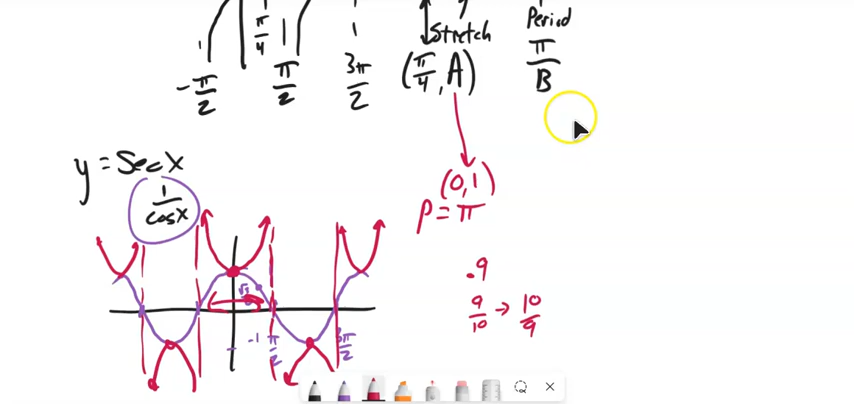 Period
Stretch
π/4
-π/2
π/2
3π/2
(π/4, A)
π/B
y = Sec X
1/cosX
(0,1)
P = π
.9
9/10 → 10/9
-1
π/2
3π/2